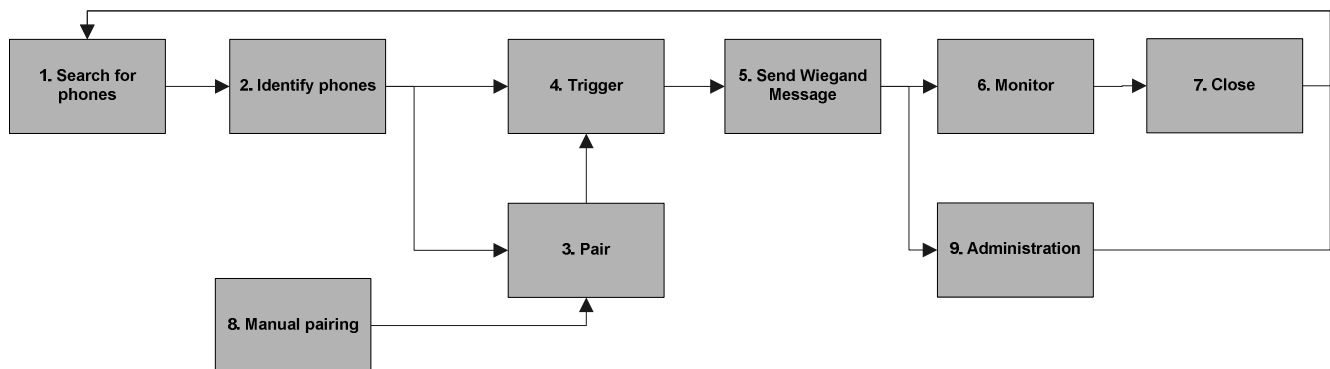 1. Search for
phones
2. Identify phones
4. Trigger
5. Send Wiegand
Message
6. Monitor
7. Close
3. Pair
9. Administration
8. Manual pairing